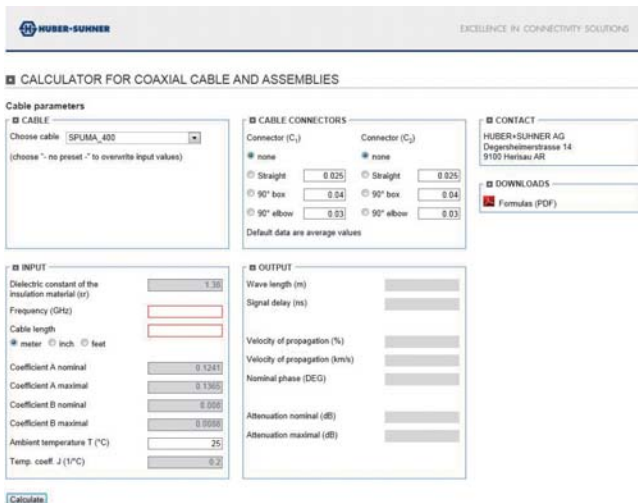 HUBER+SUHNER
EXCELLENCE IN CONNECTIVITY SOLUTIONS
CALCULATOR FOR COAXIAL CABLE AND ASSEMBLIES
Cable parameters
CABLE
Choose cable SPUMA_400
(choose "- no preset -" to overwrite input values)
CABLE CONNECTORS
Connector (C1) Connector (C2)
none none
Straight 0.025 Straight 0.025
90° box 0.04 90° box 0.04
90° elbow 0.03 90° elbow 0.03
Default data are average values
CONTACT
HUBER+SUHNER AG
Degersheimerstrasse 14
9100 Herisau AR
DOWNLOADS
Formulas (PDF)
INPUT
Dielectric constant of the
insulation material (εr) 1.38
Frequency (GHz)
Cable length
meter inch feet
Coefficient A nominal 0.1241
Coefficient A maximal 0.1365
Coefficient B nominal 0.008
Coefficient B maximal 0.0088
Ambient temperature T (°C) 25
Temp. coeff. J (1/°C) 0.2
OUTPUT
Wave length (m)
Signal delay (ns)
Velocity of propagation (%)
Velocity of propagation (km/s)
Nominal phase (DEG)
Attenuation nominal (dB)
Attenuation maximal (dB)
Calculate